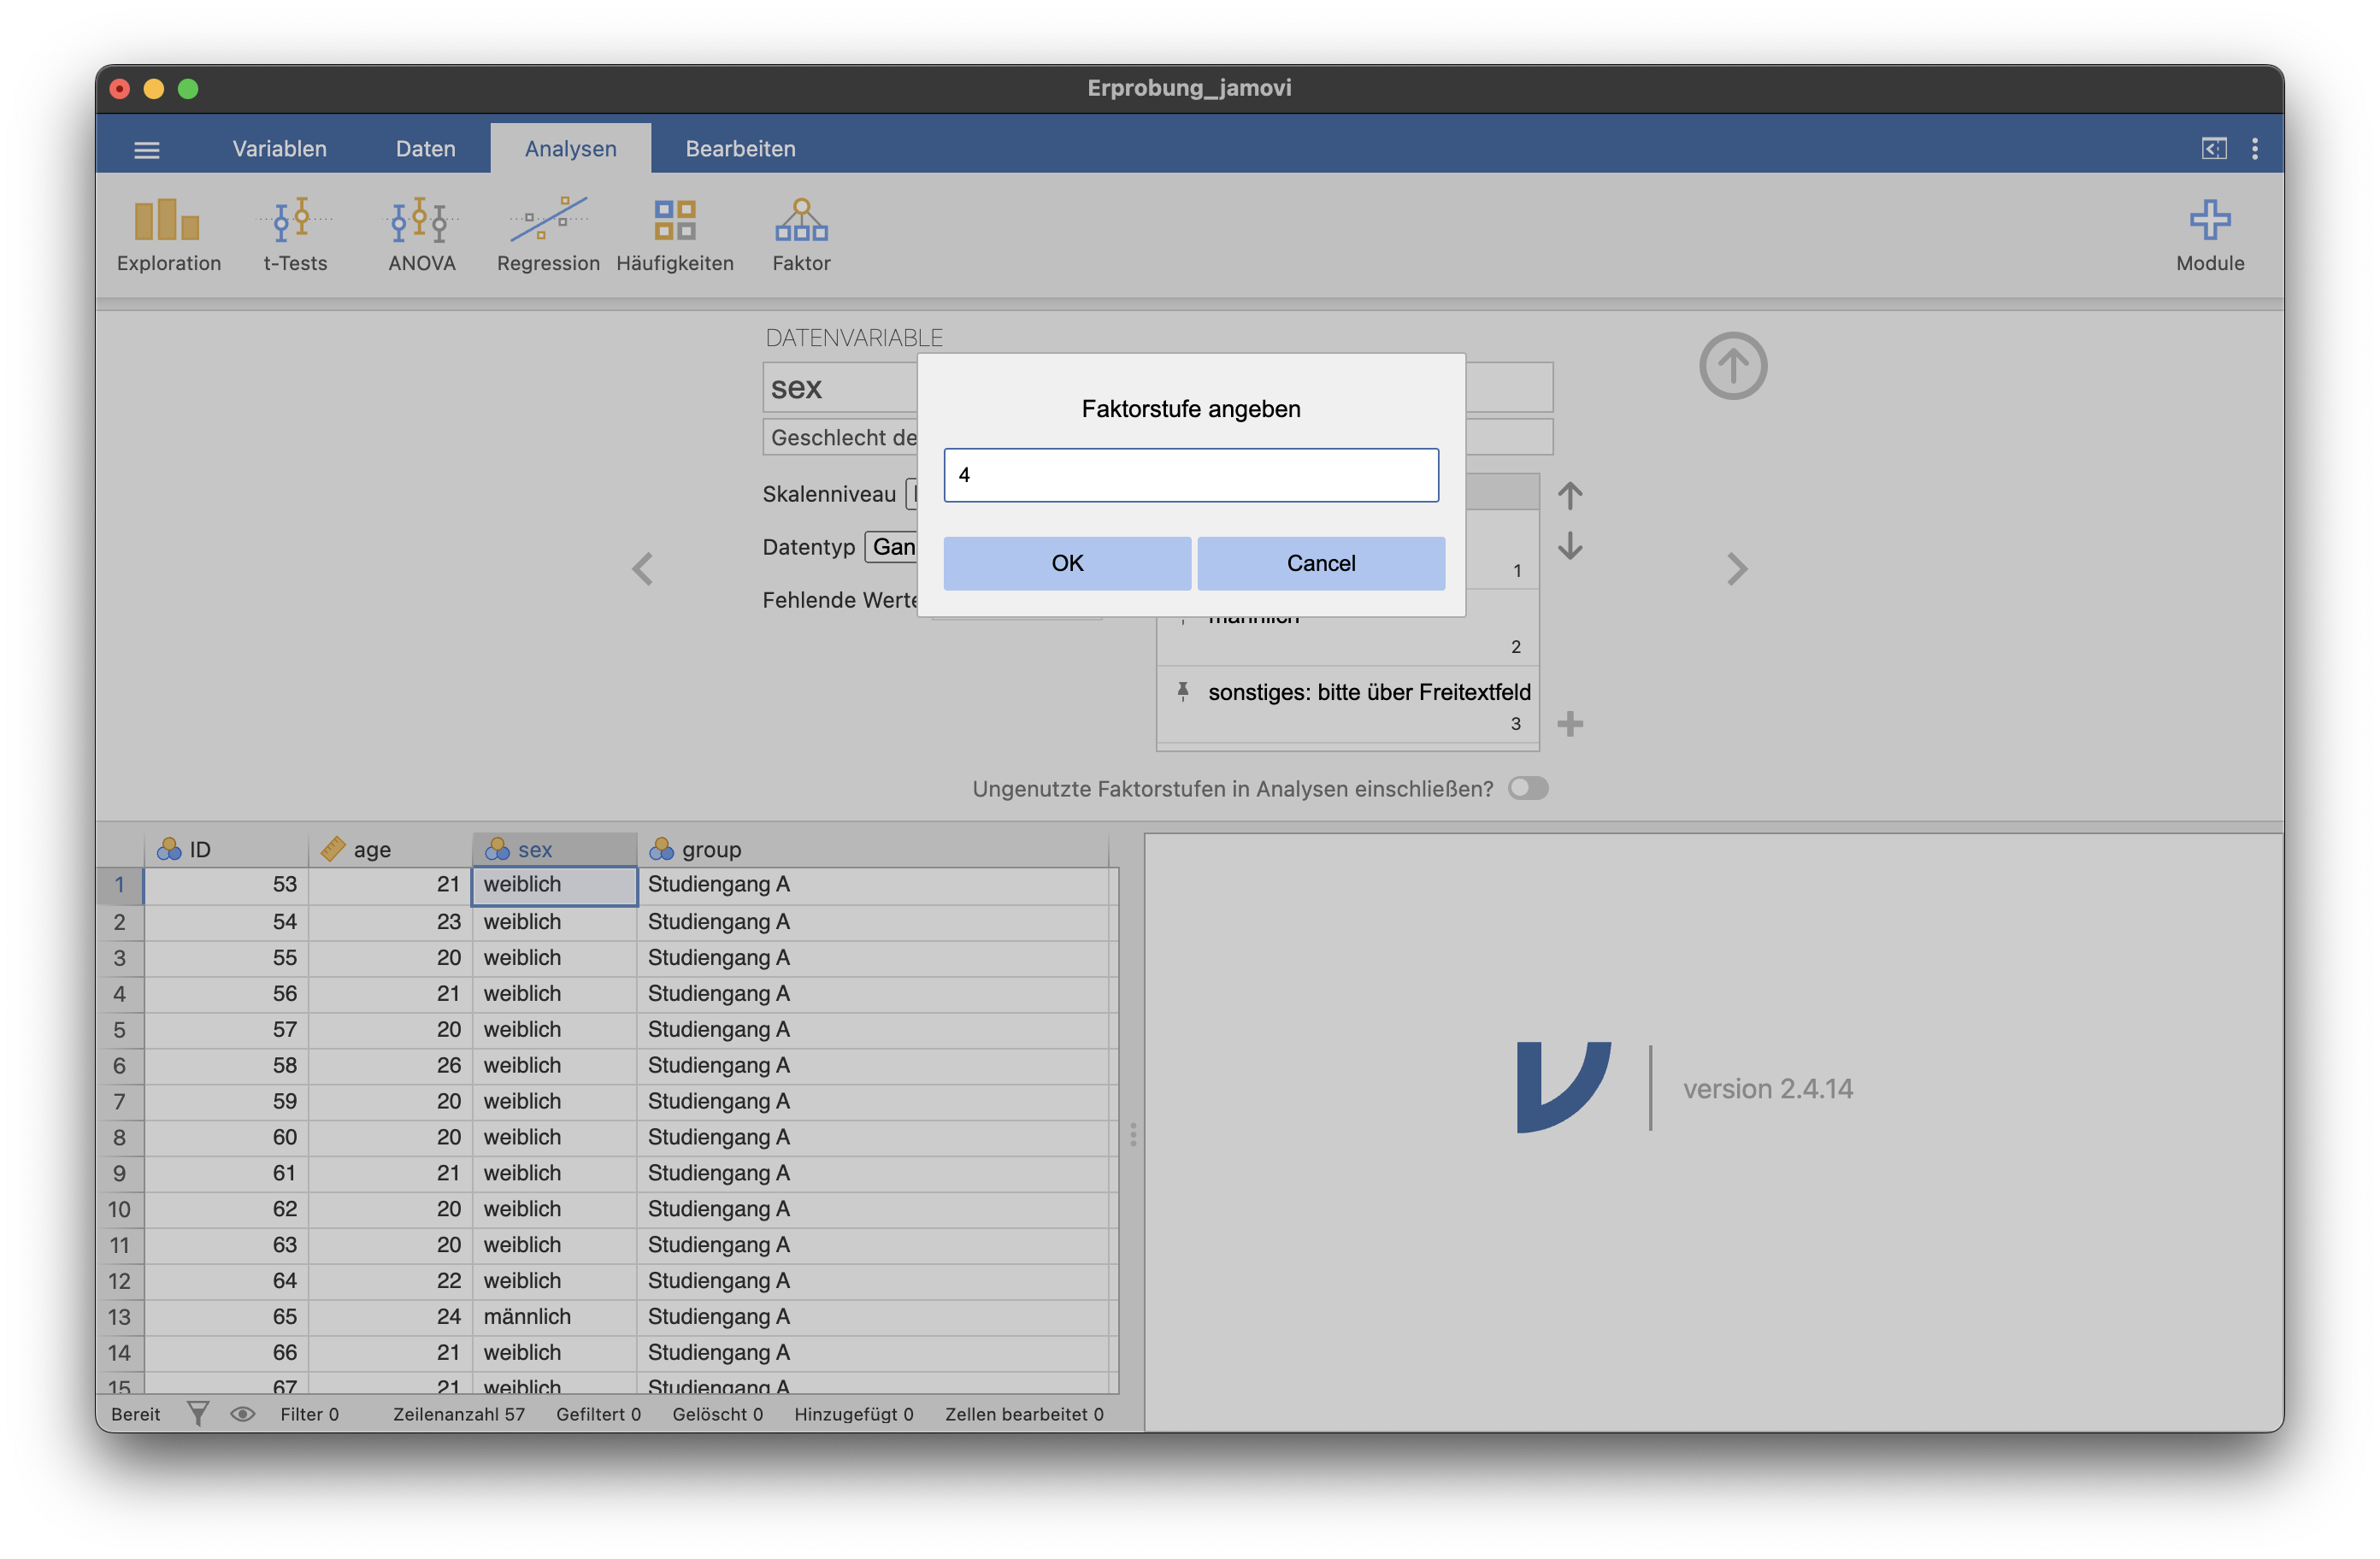 Erprobung_jamovi
Variablen Daten Analysen Bearbeiten
Exploration t-Tests ANOVA Regression Häufigkeiten Faktor Module
DATENVARIABLE
sex
Geschlecht de
Faktorstufe angeben
4
OK Cancel
Skalenniveau
Datentyp Gan
Fehlende Werte
1
männlich
2
sonstiges: bitte über Freitextfeld
3
Ungenutzte Faktorstufen in Analysen einschließen?
ID age sex group
1 53 21 weiblich Studiengang A
2 54 23 weiblich Studiengang A
3 55 20 weiblich Studiengang A
4 56 21 weiblich Studiengang A
5 57 20 weiblich Studiengang A
6 58 26 weiblich Studiengang A
7 59 20 weiblich Studiengang A
8 60 20 weiblich Studiengang A
9 61 21 weiblich Studiengang A
10 62 20 weiblich Studiengang A
11 63 20 weiblich Studiengang A
12 64 22 weiblich Studiengang A
13 65 24 männlich Studiengang A
14 66 21 weiblich Studiengang A
15 67 21 weiblich Studiengang A
version 2.4.14
Bereit Filter 0 Zeilenanzahl 57 Gefiltert 0 Gelöscht 0 Hinzugefügt 0 Zellen bearbeitet 0